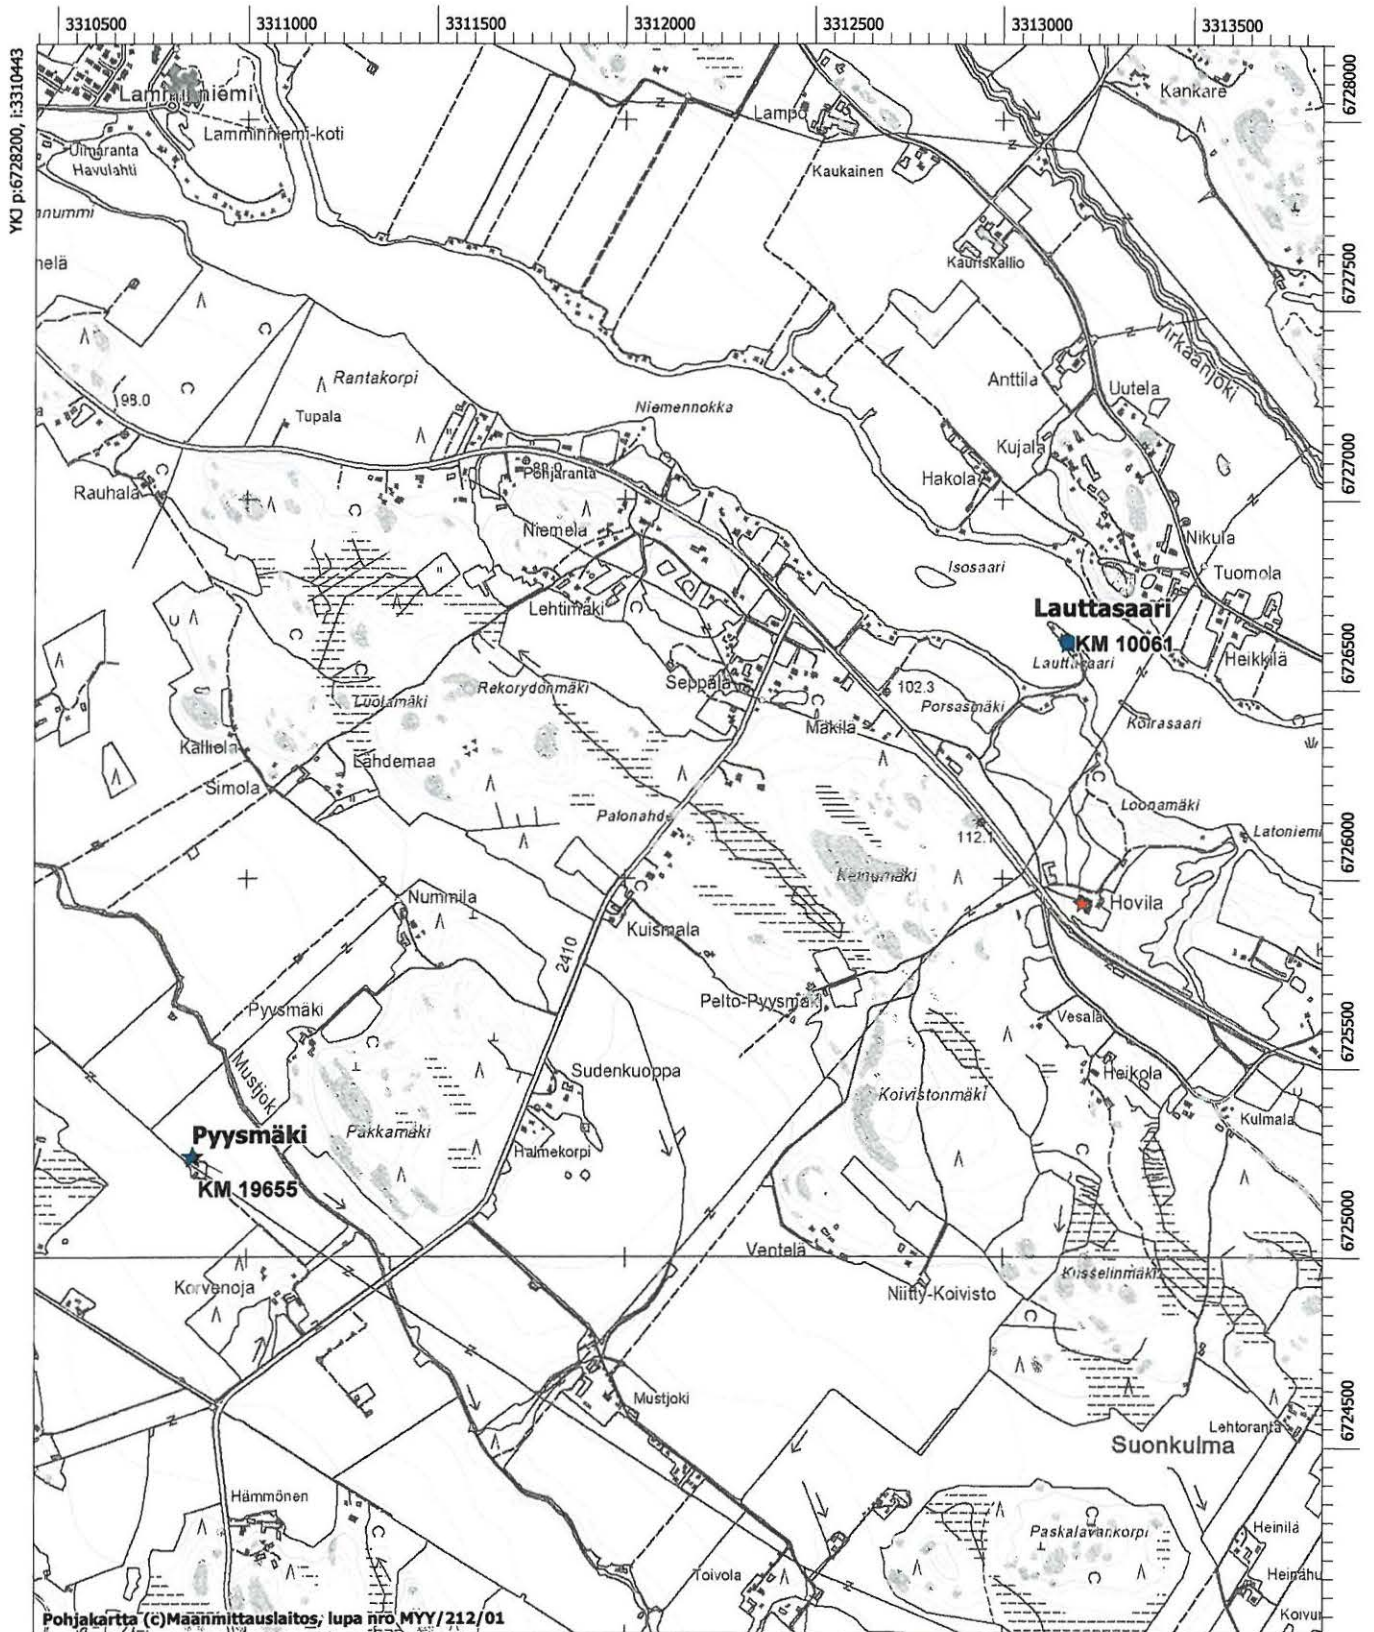 3310500 3311000 3311500 3312000 3312500 3313000 3313500
YKJ p:6728200, i:3310443
6728000
6727500
6727000
6726500
6726000
6725500
6725000
6724500
Lamminniemi
Lamminniemi-koti
Uimaranta
Havulahti
Lampo
Kaukainen
Kankare
Kauriskallio
Virkaanjoki
Anttila
Uutela
Kujala
Hakola
Nikula
Tuomola
Rantakorpi
Niemennokka
98.0
Tupala
Pohjaranta
Rauhala
Niemelä
Isosaari
Lehtimäki
Lauttasaari
KM 10061
Lauttasaari
Heikkilä
Seppälä
Rekorydönmäki
Luolamäki
102.3
Porsasmäki
Koirasaari
Mäkilä
Kalliola
Lähdemaa
Simola
Loonamäki
Latoniemi
Palonahde
112.1
Keinumäki
Nummila
Hovila
Kuismala
2410
Pelto-Pyysmäki
Pyysmäki
Vesala
Mustjoki
Sudenkuoppa
Heikola
Koivistonmäki
Kulmala
Pyysmäki
Pakkamäki
Halmekorpi
KM 19655
Ventelä
Kisselinmäki
Korvenoja
Niitty-Koivisto
Mustjoki
Lehtoranta
Suonkulma
Hämmönen
Paskalavankorpi
Heinilä
Toivola
Pohjakartta (c)Maanmittauslaitos, lupa nro MYY/212/01